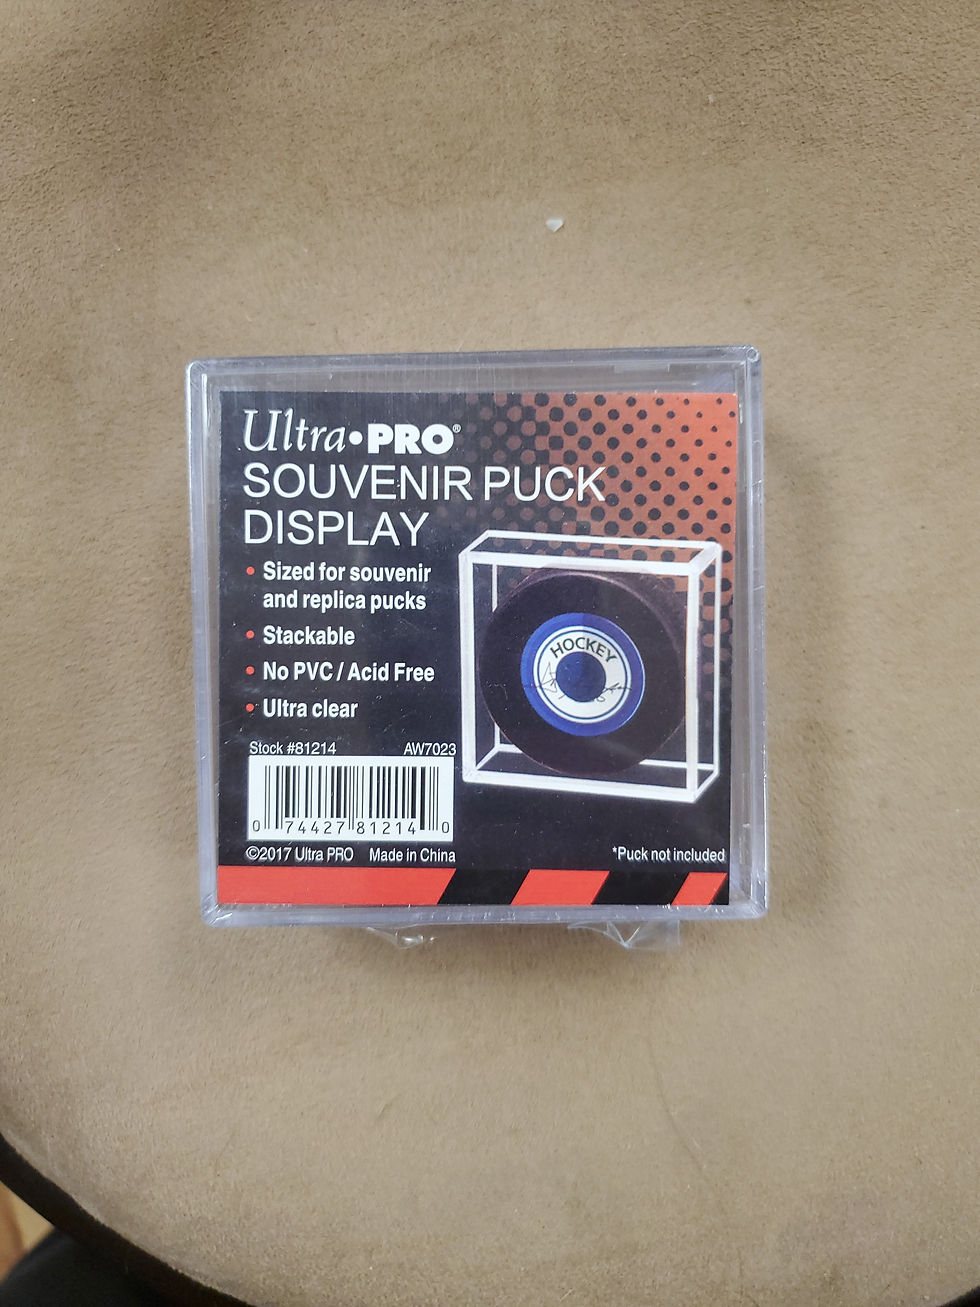 Ultra•PRO®
SOUVENIR PUCK
DISPLAY
• Sized for souvenir
and replica pucks
• Stackable
• No PVC / Acid Free
• Ultra clear
HOCKEY
Stock #81214 AW7023
0 74427 81214 0
©2017 Ultra PRO Made in China
*Puck not included